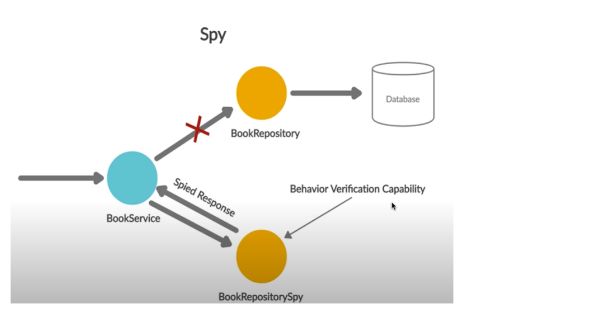 Spy
Database
BookRepository
Spied Response
Behavior Verification Capability
BookService
BookRepositorySpy